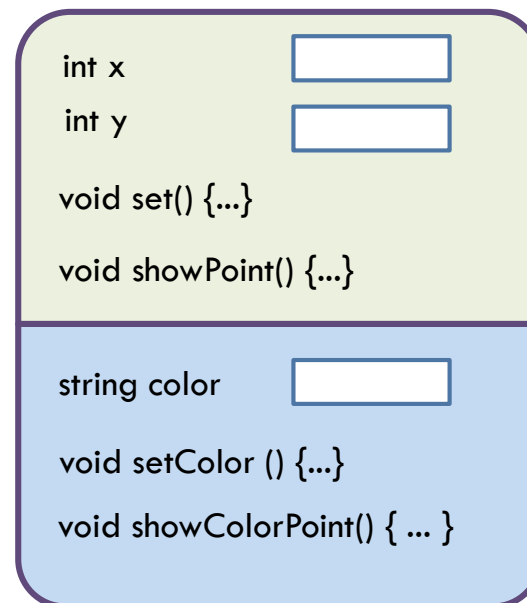 int x
int y
void set() {...}
void showPoint() {...}
string color
void setColor () {...}
void showColorPoint() { ... }